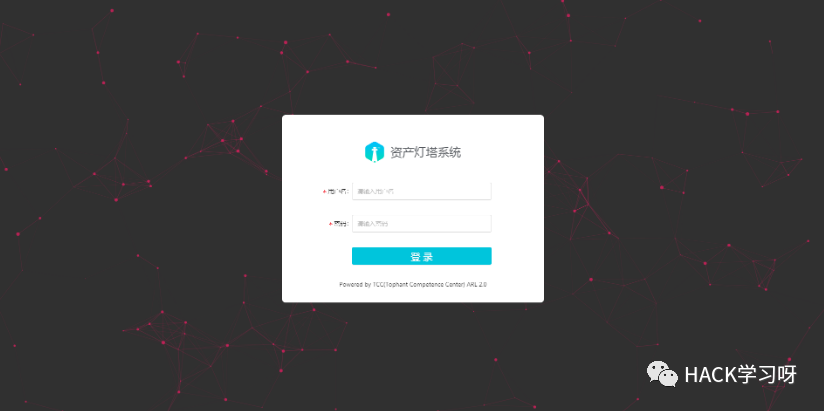 资产灯塔系统
* 用户名:
请输入用户名
* 密码:
请输入密码
登 录
Powered by TCC(Tophant Competence Center) ARL 2.6
HACK学习呀